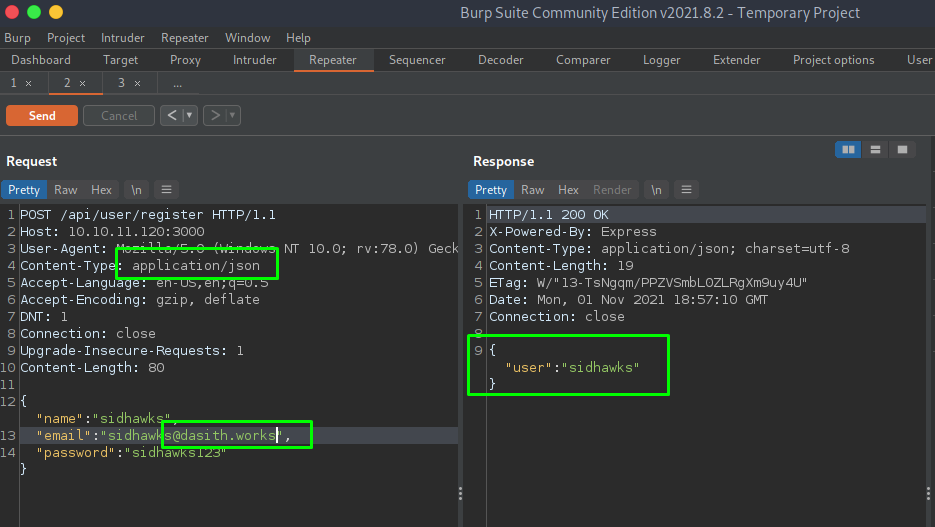 Burp Suite Community Edition v2021.8.2 - Temporary Project
Burp Project Intruder Repeater Window Help
Dashboard Target Proxy Intruder Repeater Sequencer Decoder Comparer Logger Extender Project options User
1 × 2 × 3 × ...
Send Cancel < ▾ > ▾
Request
Pretty Raw Hex \n ≡
1 POST /api/user/register HTTP/1.1
2 Host: 10.10.11.120:3000
3 User-Agent: Mozilla/5.0 (Windows NT 10.0; rv:78.0) Geck
4 Content-Type: application/json
5 Accept-Language: en-US,en;q=0.5
6 Accept-Encoding: gzip, deflate
7 DNT: 1
8 Connection: close
9 Upgrade-Insecure-Requests: 1
10 Content-Length: 80
11
12 {
"name":"sidhawks",
13 "email":"sidhawks@dasith.works",
14 "password":"sidhawks123"
}
Response
Pretty Raw Hex Render \n ≡
1 HTTP/1.1 200 OK
2 X-Powered-By: Express
3 Content-Type: application/json; charset=utf-8
4 Content-Length: 19
5 ETag: W/"13-TsNgqm/PPZVSmbLOZLRgXm9uy4U"
6 Date: Mon, 01 Nov 2021 18:57:10 GMT
7 Connection: close
8
9 {
"user":"sidhawks"
}